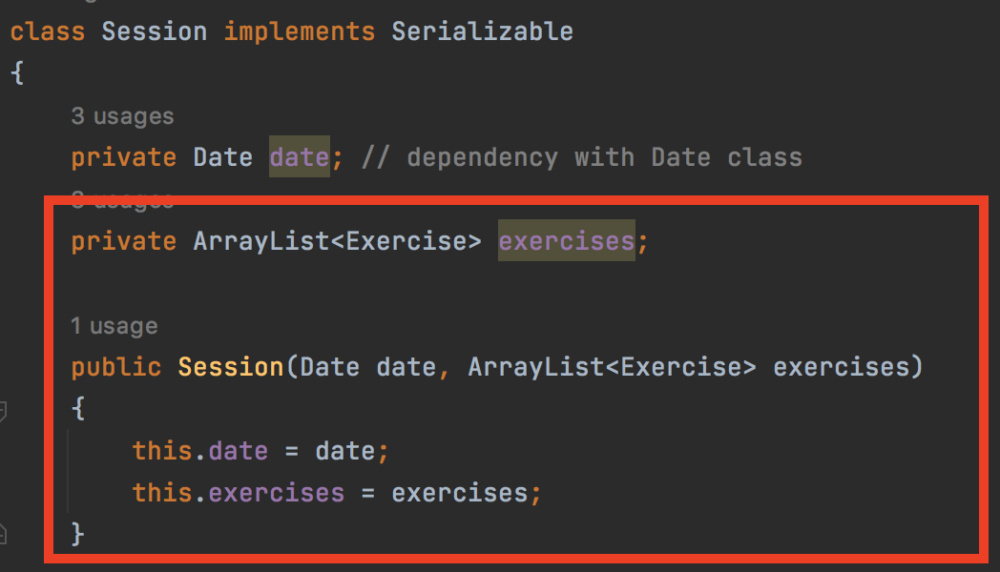 class Session implements Serializable
{
3 usages
private Date date; // dependency with Date class
usages
private ArrayList<Exercise> exercises;
1 usage
public Session(Date date, ArrayList<Exercise> exercises)
{
this.date = date;
this.exercises = exercises;
}